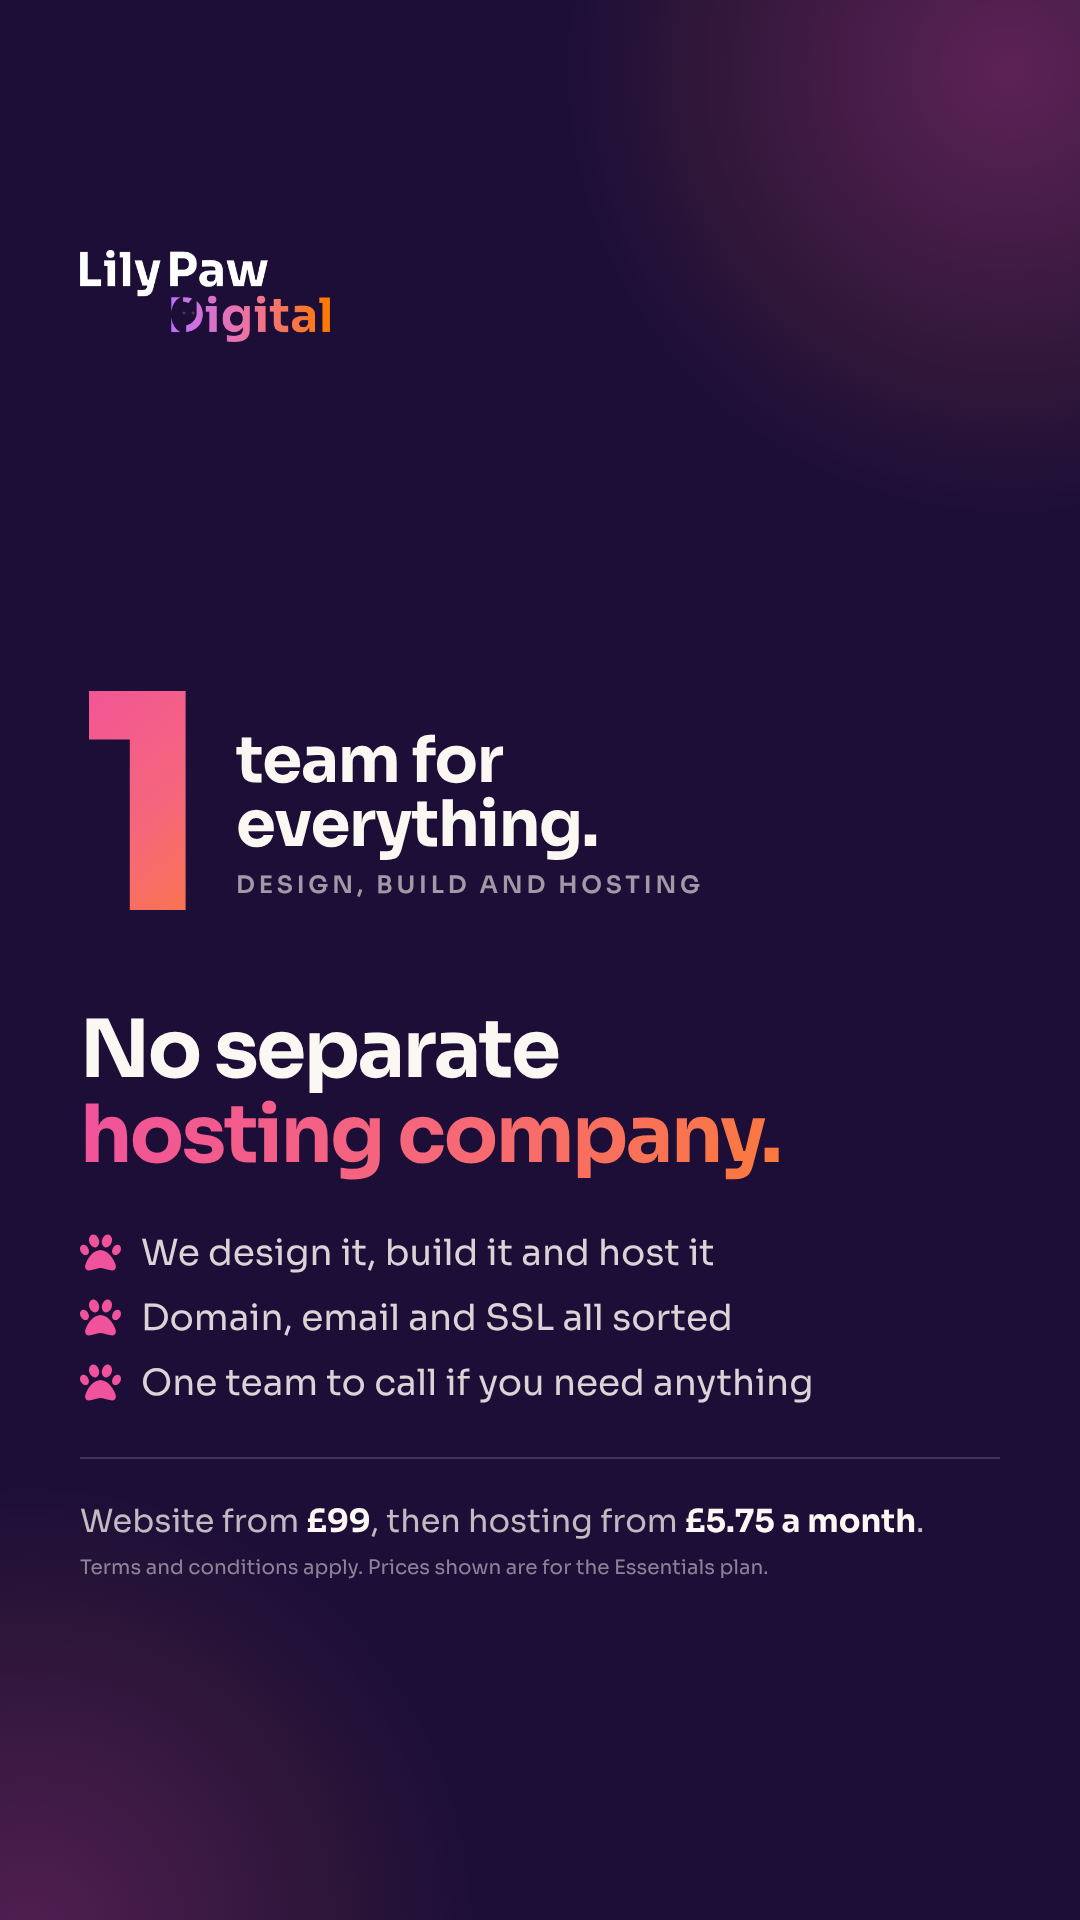 Lily Paw
Digital
1
team for
everything.
DESIGN, BUILD AND HOSTING
No separate
hosting company.
We design it, build it and host it
Domain, email and SSL all sorted
One team to call if you need anything
Website from £99, then hosting from £5.75 a month.
Terms and conditions apply. Prices shown are for the Essentials plan.